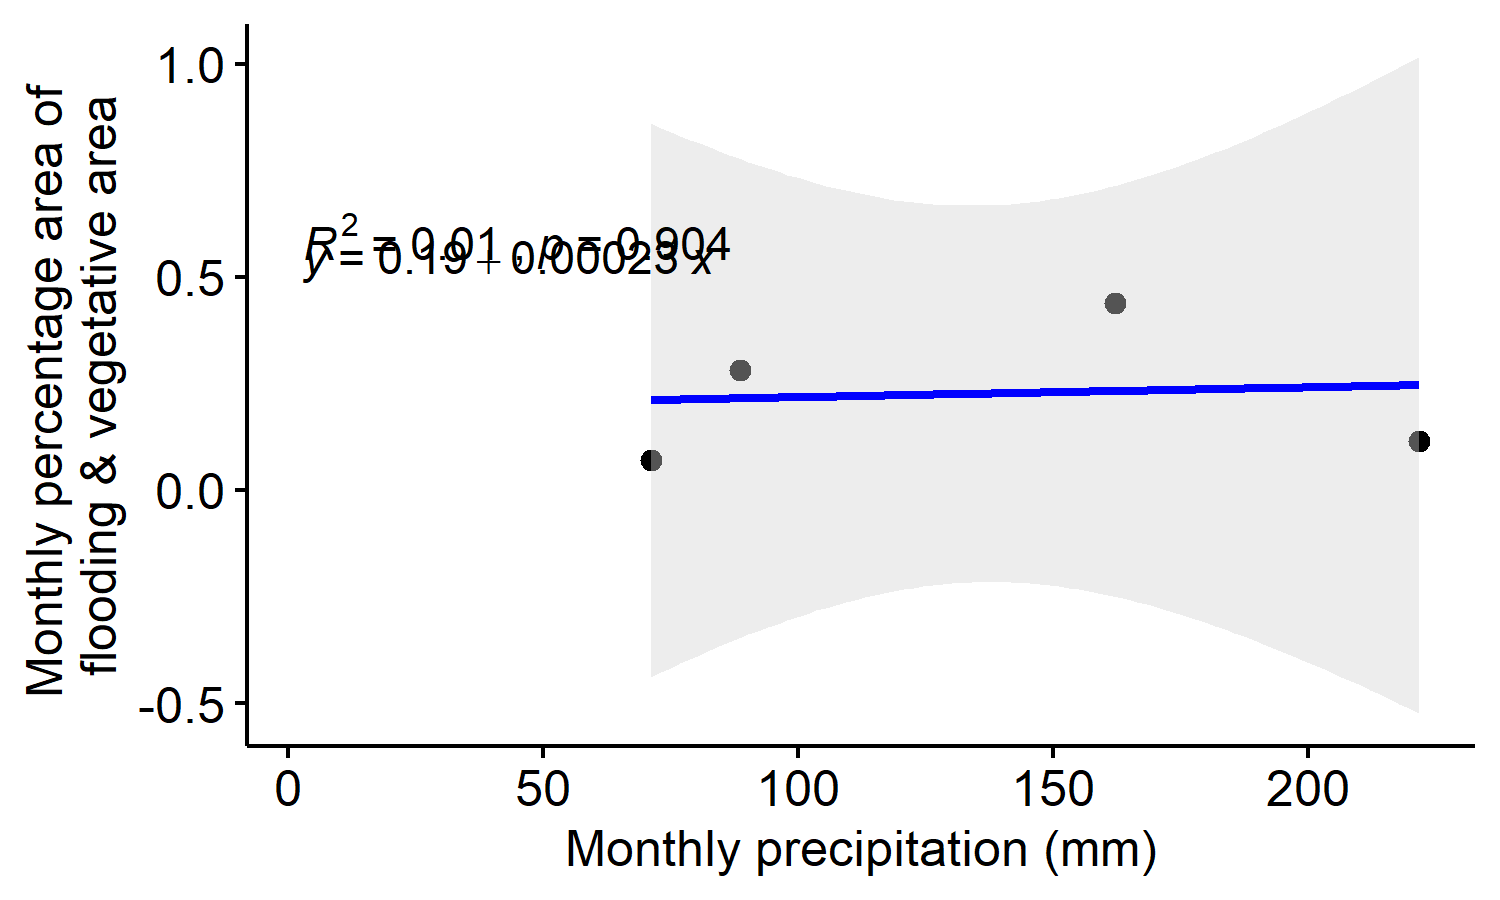 Monthly percentage area of
flooding & vegetative area
1.0
0.5
0.0
-0.5
R² = 0.01 , p = 0.904
y = 0.19 + 0.00023 x
0 50 100 150 200
Monthly precipitation (mm)